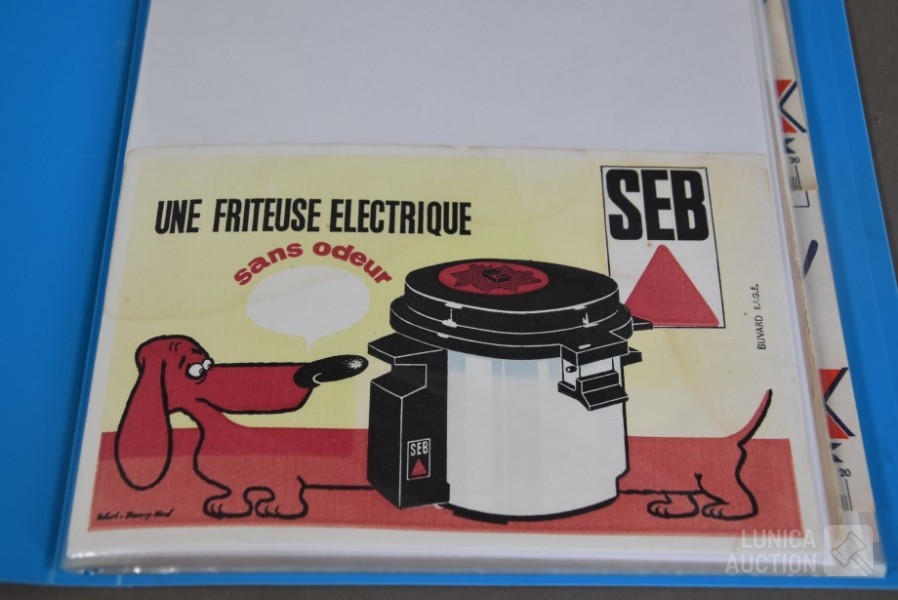 UNE FRITEUSE ELECTRIQUE
sans odeur
SEB
BUVARD E.F.G.È.
SEB
LUNICA
AUCTION